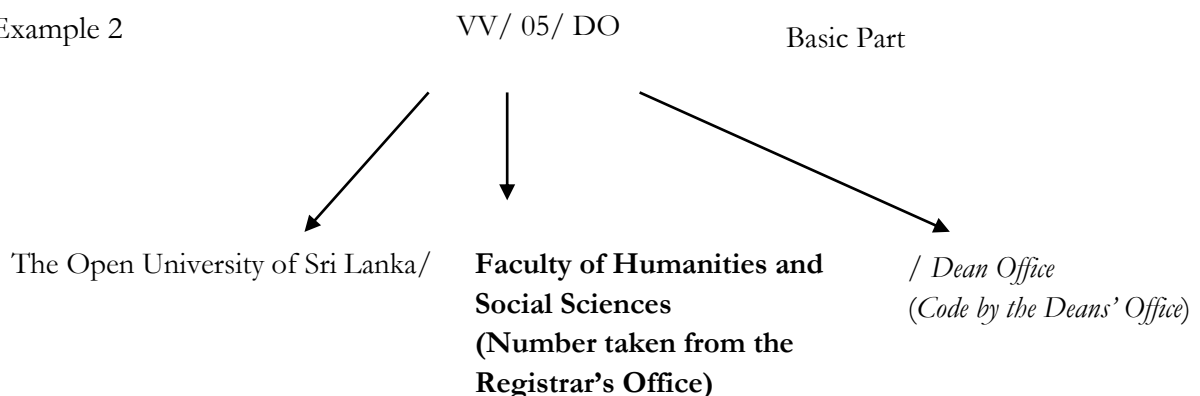 Example 2
VV/ 05/ DO
Basic Part
The Open University of Sri Lanka/
Faculty of Humanities and
Social Sciences
(Number taken from the
Registrar's Office)
/ Dean Office
(Code by the Deans' Office)